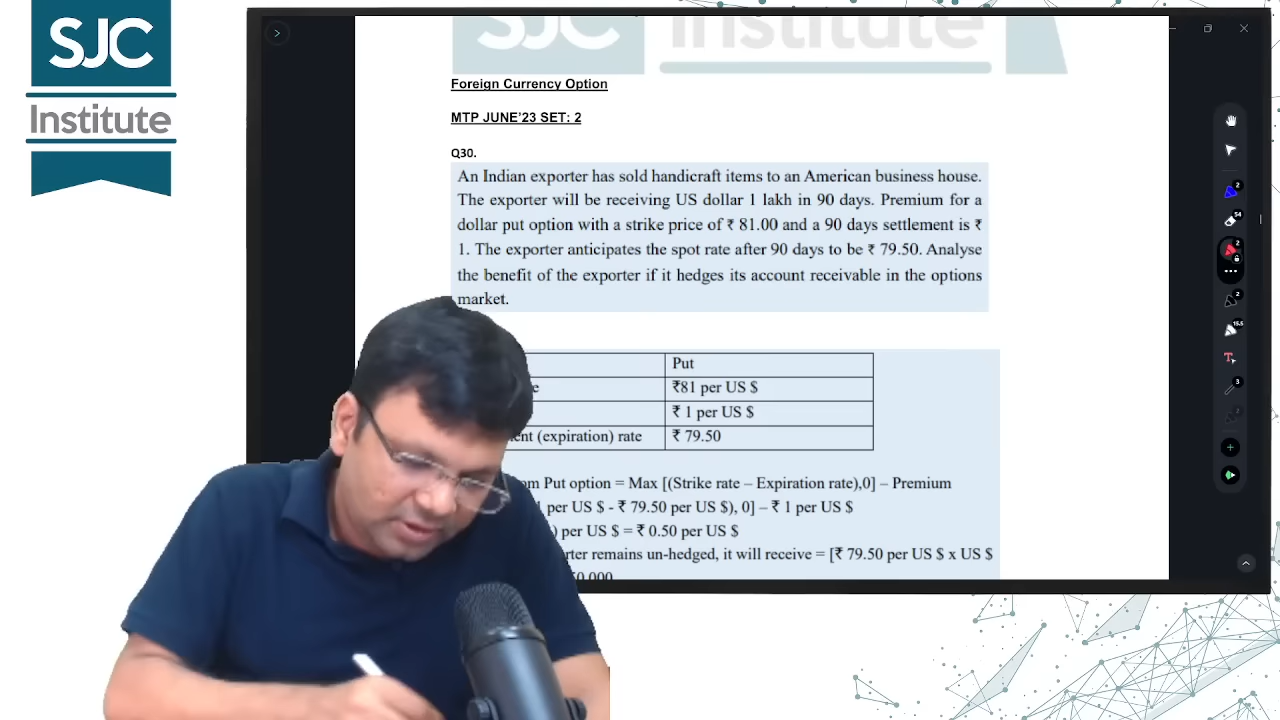 SJC
Institute
SJC Institute
Foreign Currency Option
MTP JUNE'23 SET: 2
Q30.
An Indian exporter has sold handicraft items to an American business house.
The exporter will be receiving US dollar 1 lakh in 90 days. Premium for a
dollar put option with a strike price of ₹ 81.00 and a 90 days settlement is ₹
1. The exporter anticipates the spot rate after 90 days to be ₹ 79.50. Analyse
the benefit of the exporter if it hedges its account receivable in the options
market.
Put
₹81 per US $
₹ 1 per US $
(expiration) rate ₹ 79.50
Put option = Max [(Strike rate – Expiration rate),0] – Premium
per US $ - ₹ 79.50 per US $), 0] – ₹ 1 per US $
) per US $ = ₹ 0.50 per US $
remains un-hedged, it will receive = [₹ 79.50 per US $ x US $